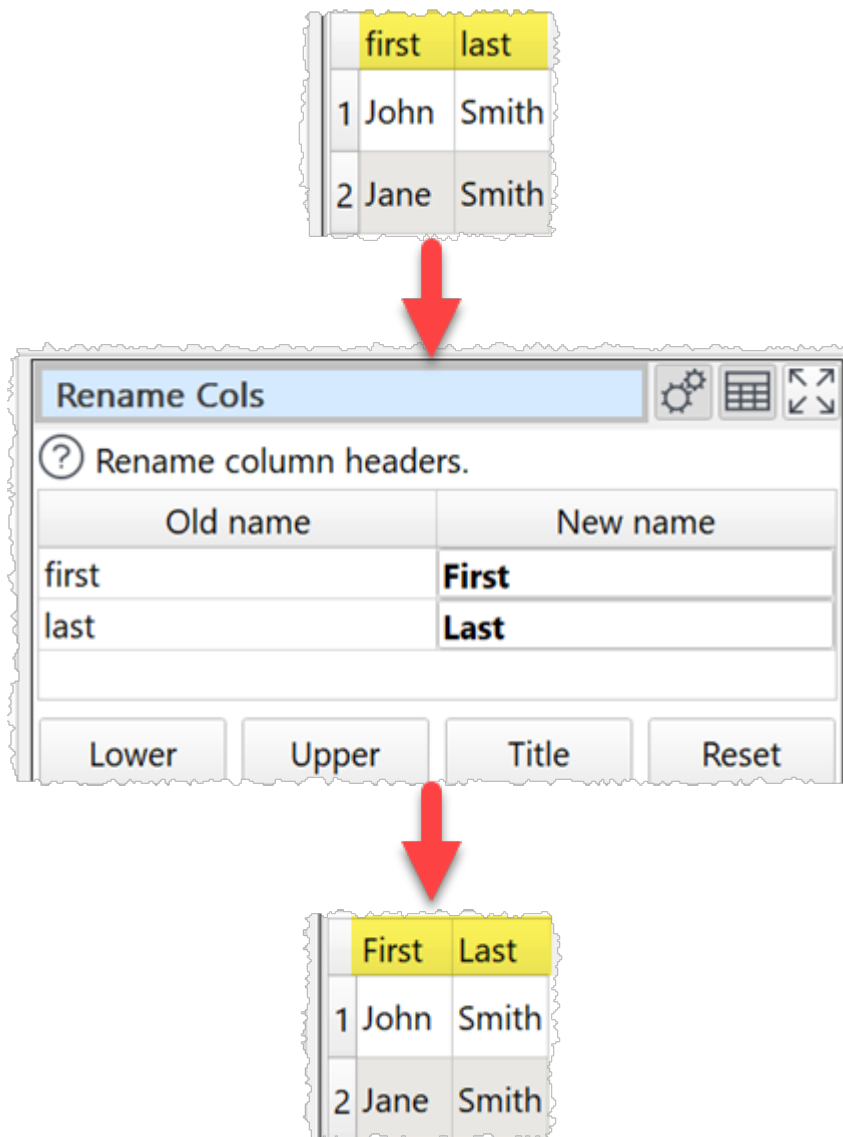 first last
1 John Smith
2 Jane Smith
Rename Cols
? Rename column headers.
Old name New name
first First
last Last
Lower Upper Title Reset
First Last
1 John Smith
2 Jane Smith